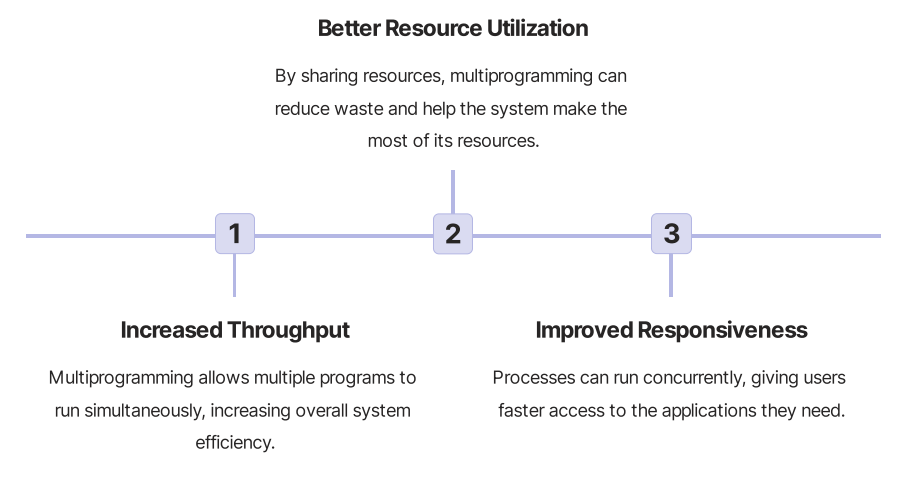 Better Resource Utilization
By sharing resources, multiprogramming can
reduce waste and help the system make the
most of its resources.
1
2
3
Increased Throughput
Multiprogramming allows multiple programs to
run simultaneously, increasing overall system
efficiency.
Improved Responsiveness
Processes can run concurrently, giving users
faster access to the applications they need.